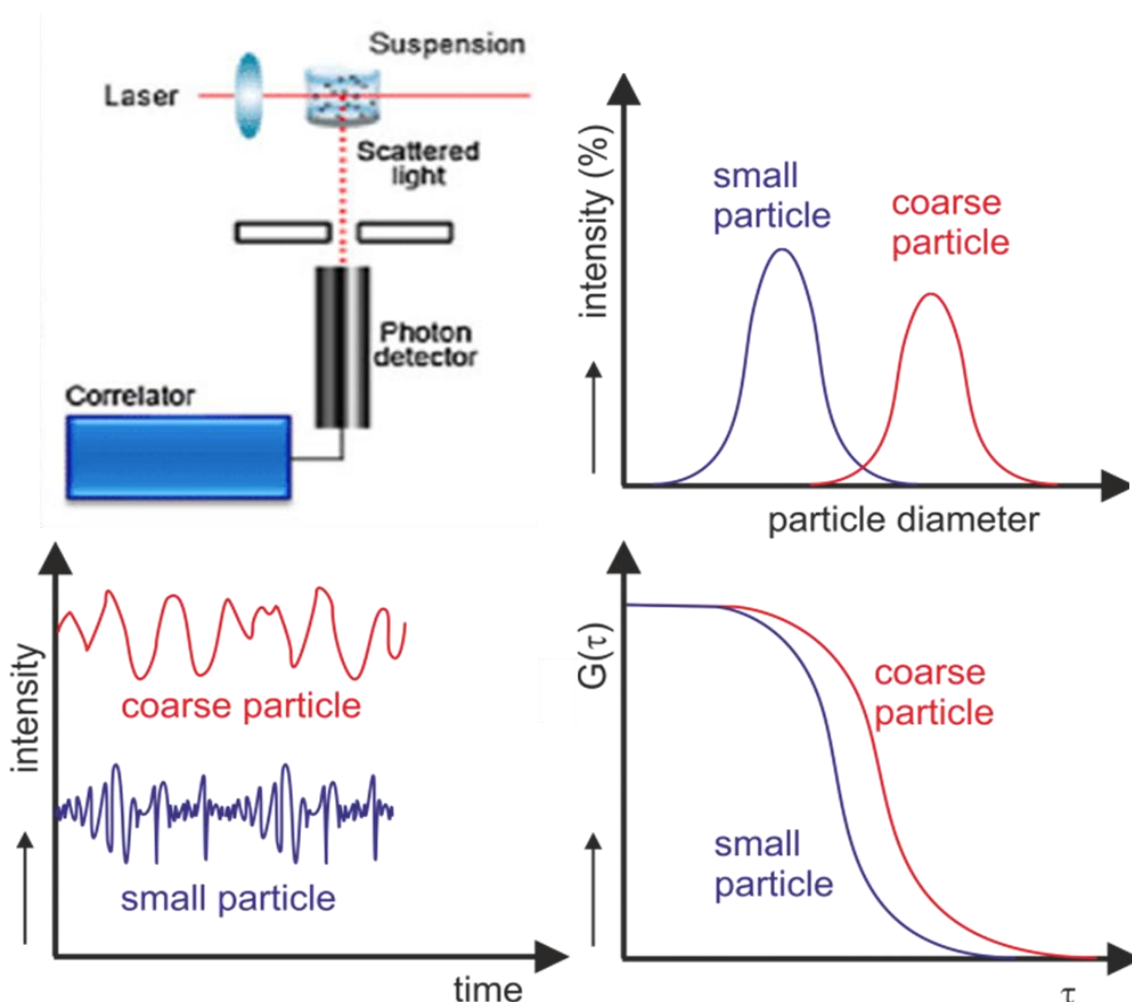 Suspension
Laser
Scattered
light
Photon
detector
Correlator
intensity (%)
small
particle
coarse
particle
particle diameter
intensity
coarse particle
small particle
time
G(τ)
coarse
particle
small
particle
τ